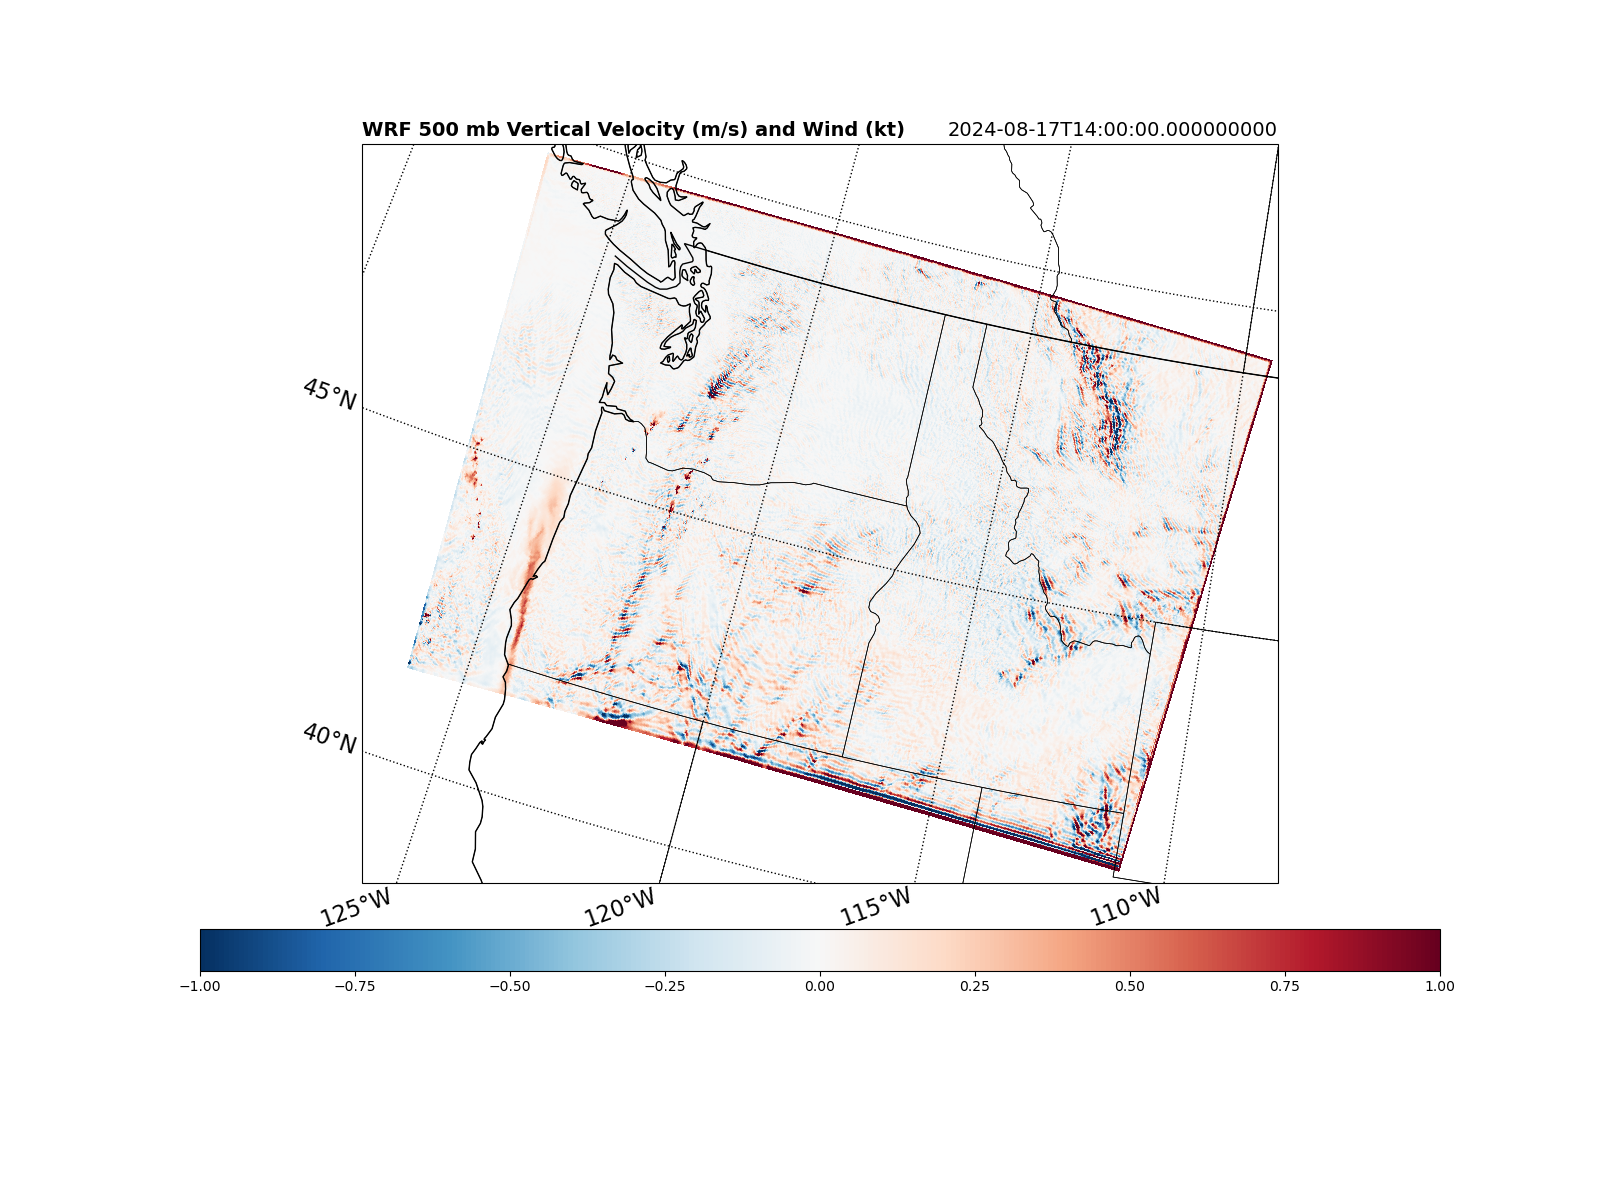 WRF 500 mb Vertical Velocity (m/s) and Wind (kt) 2024-08-17T14:00:00.000000000
45°N
40°N
125°W 120°W 115°W 110°W
−1.00 −0.75 −0.50 −0.25 0.00 0.25 0.50 0.75 1.00